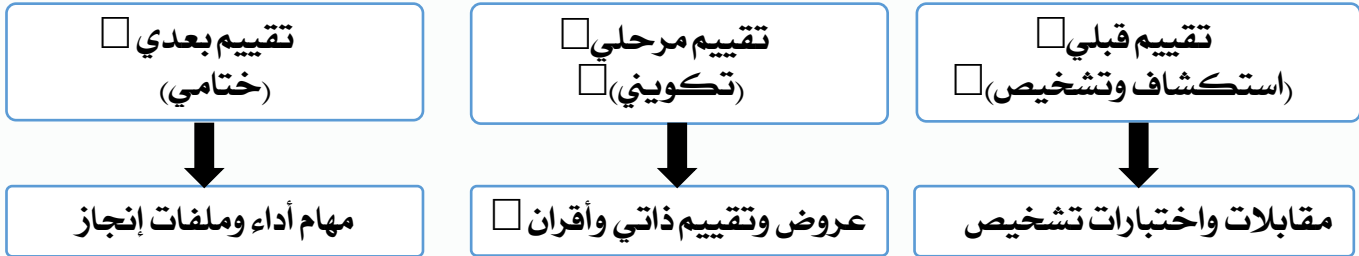 تقييم قبلي
(استكشاف وتشخيص)
تقييم مرحلي
(تكويني)
تقييم بعدي
(ختامي)
مقابلات واختبارات تشخيص
عروض وتقييم ذاتي وأقران
مهام أداء وملفات إنجاز